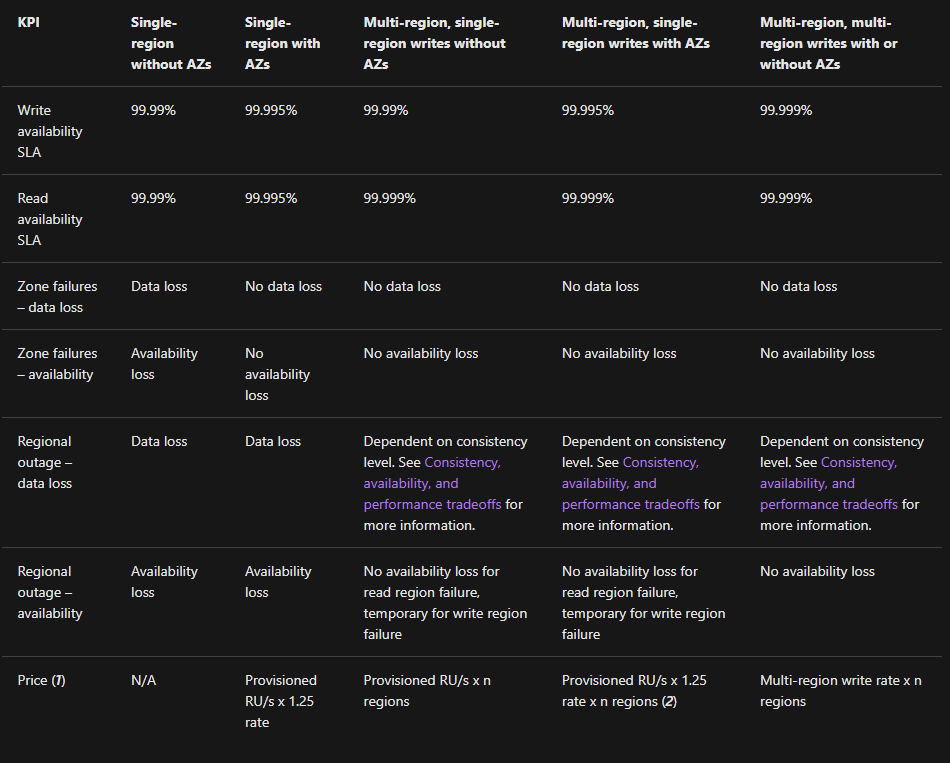 KPI
Single-
region
without AZs
Single-
region with
AZs
Multi-region, single-
region writes without
AZs
Multi-region, single-
region writes with AZs
Multi-region, multi-
region writes with or
without AZs
Write
availability
SLA
99.99%
99.995%
99.99%
99.995%
99.999%
Read
availability
SLA
99.99%
99.995%
99.999%
99.999%
99.999%
Zone failures
– data loss
Data loss
No data loss
No data loss
No data loss
No data loss
Zone failures
– availability
Availability
loss
No
availability
loss
No availability loss
No availability loss
No availability loss
Regional
outage –
data loss
Data loss
Data loss
Dependent on consistency
level. See Consistency,
availability, and
performance tradeoffs for
more information.
Dependent on consistency
level. See Consistency,
availability, and
performance tradeoffs for
more information.
Dependent on consistency
level. See Consistency,
availability, and
performance tradeoffs for
more information.
Regional
outage –
availability
Availability
loss
Availability
loss
No availability loss for
read region failure,
temporary for write region
failure
No availability loss for
read region failure,
temporary for write region
failure
No availability loss
Price (1)
N/A
Provisioned
RU/s x 1.25
rate
Provisioned RU/s x n
regions
Provisioned RU/s x 1.25
rate x n regions (2)
Multi-region write rate x n
regions